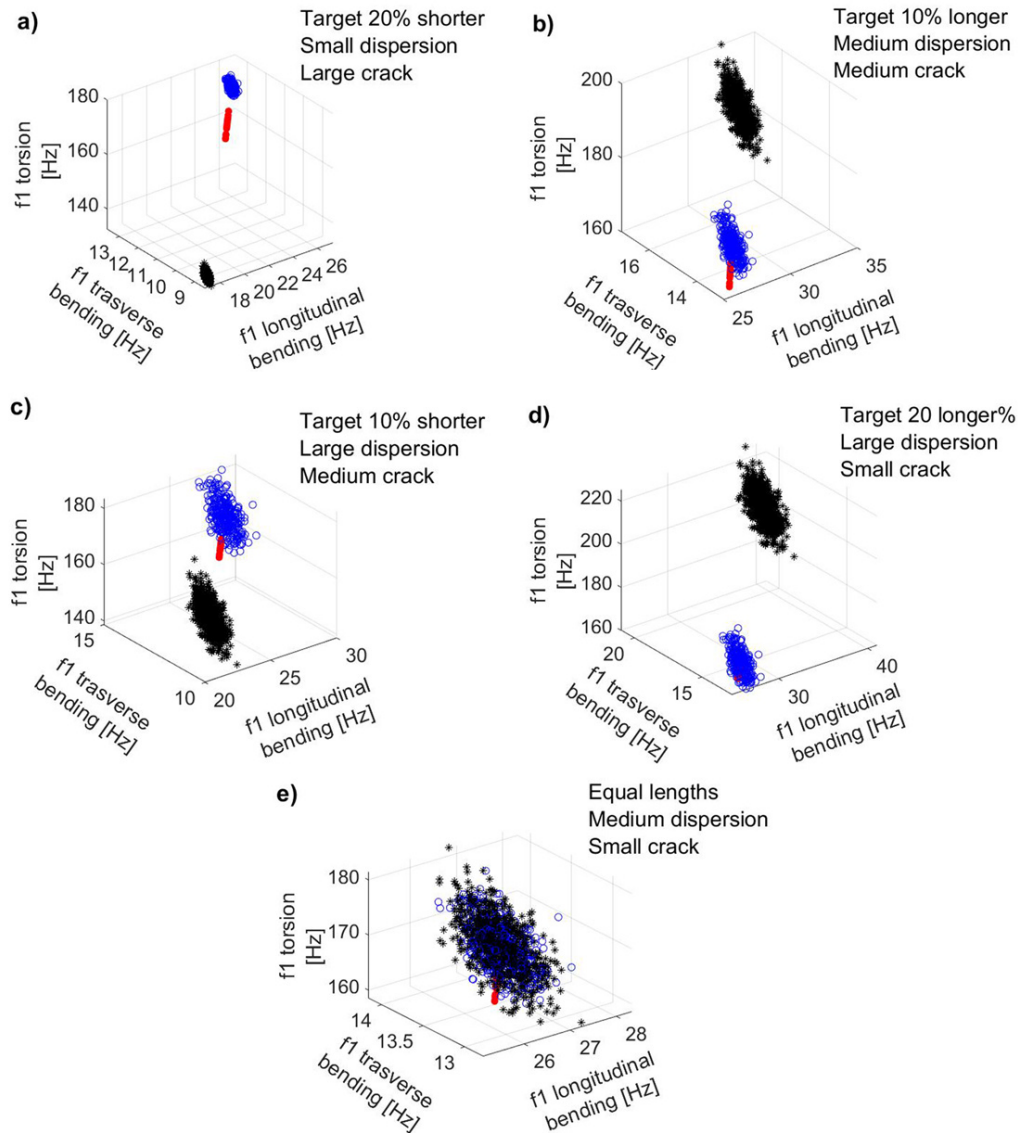 a)
Target 20% shorter
Small dispersion
Large crack
180
160
140
f1 torsion
[Hz]
13 12 11 10 9
f1 trasverse
bending [Hz]
18 20 22 24 26
f1 longitudinal
bending [Hz]
b)
Target 10% longer
Medium dispersion
Medium crack
200
180
160
f1 torsion
[Hz]
16 14
f1 trasverse
bending [Hz]
25 30 35
f1 longitudinal
bending [Hz]
c)
Target 10% shorter
Large dispersion
Medium crack
180
160
140
f1 torsion
[Hz]
15 10
f1 trasverse
bending [Hz]
20 25 30
f1 longitudinal
bending [Hz]
d)
Target 20 longer%
Large dispersion
Small crack
220
200
180
160
f1 torsion
[Hz]
20 15
f1 trasverse
bending [Hz]
30 40
f1 longitudinal
bending [Hz]
e)
Equal lengths
Medium dispersion
Small crack
180
170
160
f1 torsion
[Hz]
14 13.5 13
f1 trasverse
bending [Hz]
26 27 28
f1 longitudinal
bending [Hz]